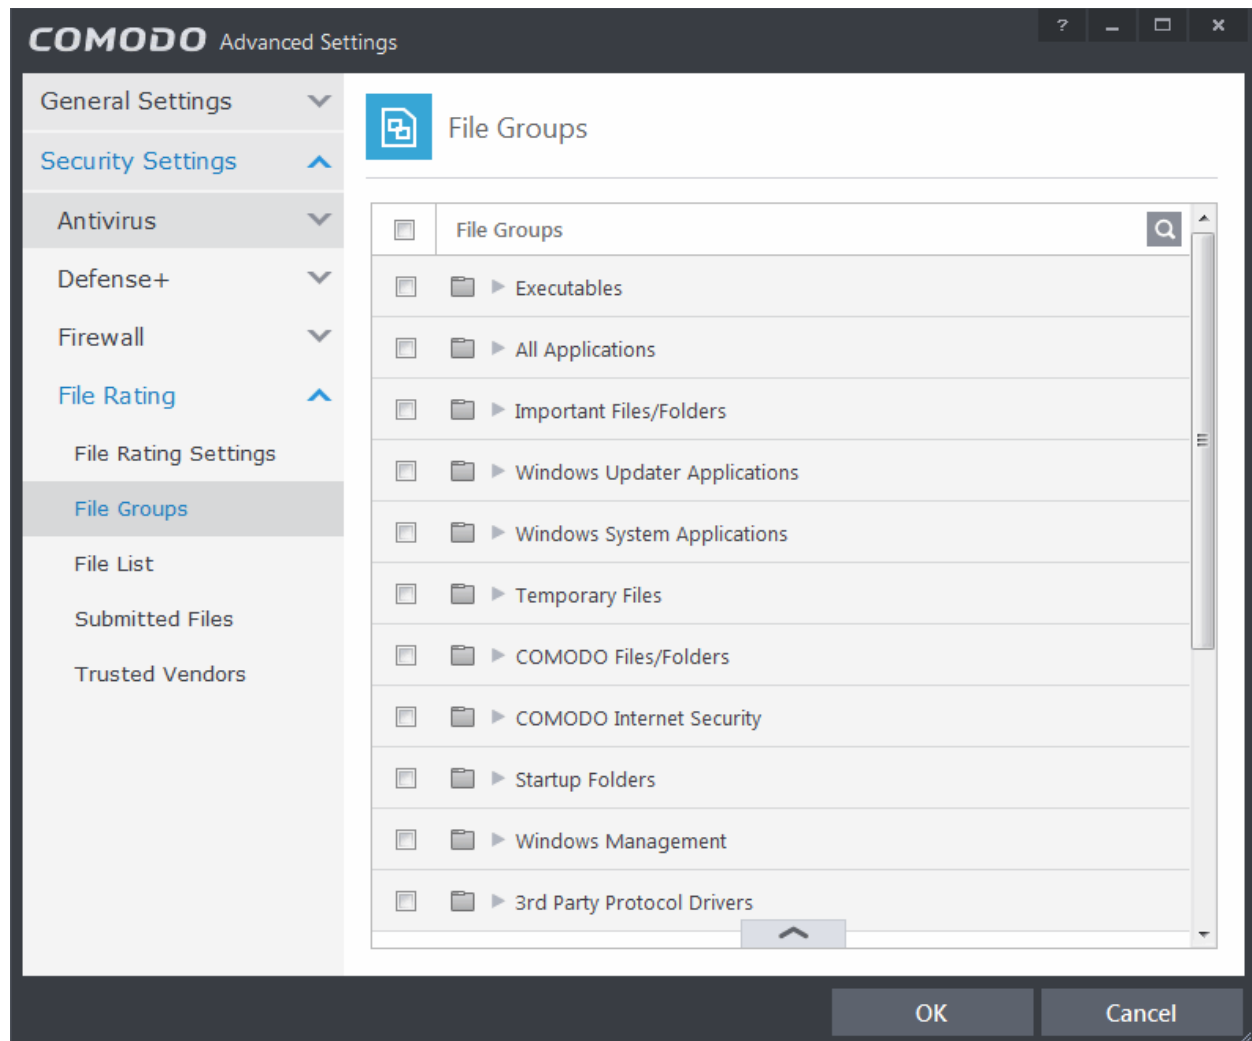 COMODO Advanced Settings
?
General Settings
Security Settings
Antivirus
Defense+
Firewall
File Rating
File Rating Settings
File Groups
File List
Submitted Files
Trusted Vendors
File Groups
File Groups
Executables
All Applications
Important Files/Folders
Windows Updater Applications
Windows System Applications
Temporary Files
COMODO Files/Folders
COMODO Internet Security
Startup Folders
Windows Management
3rd Party Protocol Drivers
OK
Cancel